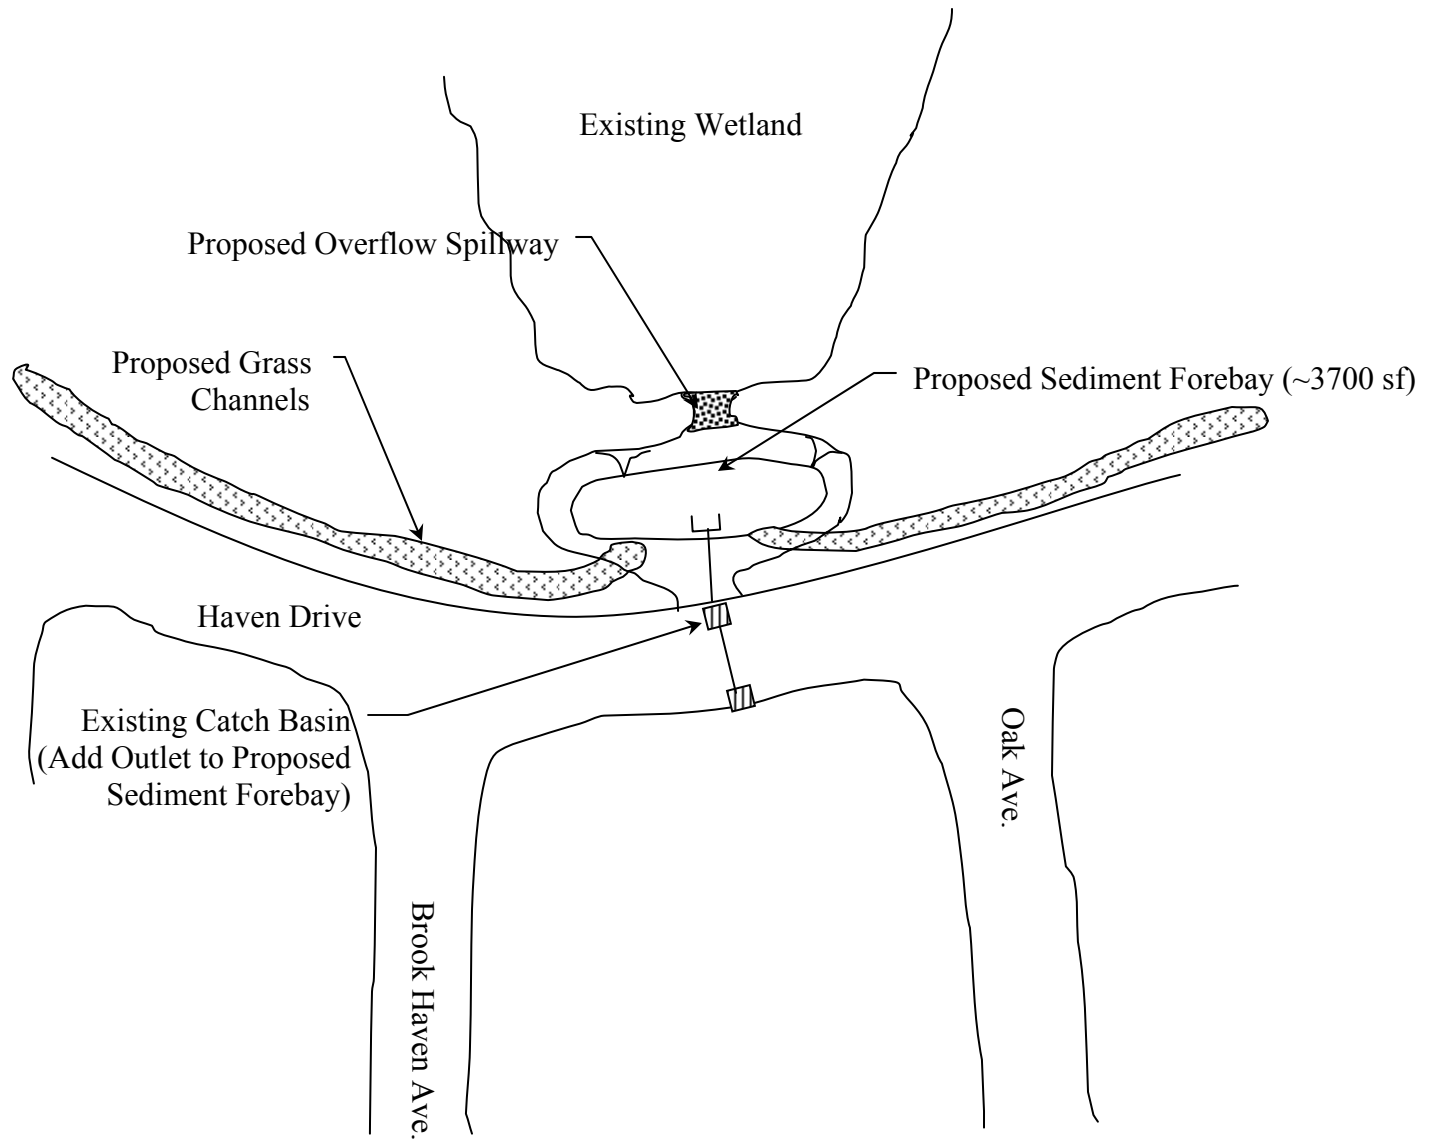 Existing Wetland
Proposed Overflow Spillway
Proposed Grass
Channels
Proposed Sediment Forebay (~3700 sf)
Haven Drive
Existing Catch Basin
(Add Outlet to Proposed
Sediment Forebay)
Oak Ave.
Brook Haven Ave.